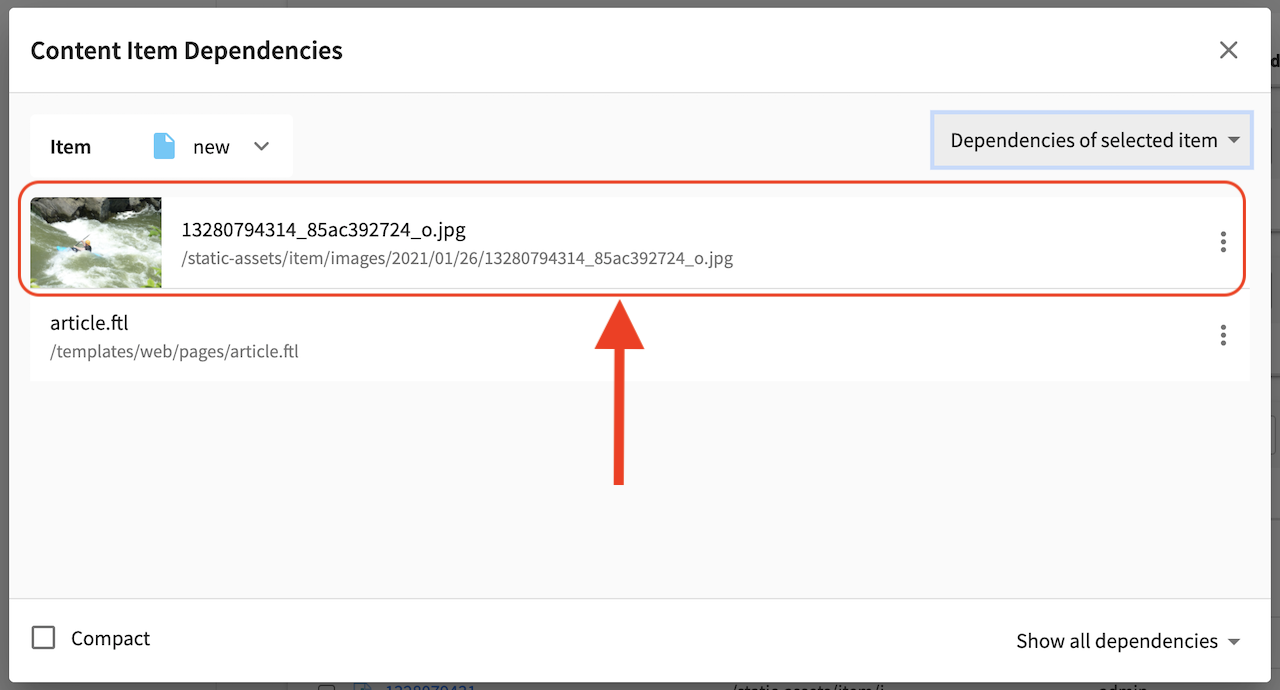 Content Item Dependencies
Item new
Dependencies of selected item
13280794314_85ac392724_o.jpg
/static-assets/item/images/2021/01/26/13280794314_85ac392724_o.jpg
article.ftl
/templates/web/pages/article.ftl
Compact
Show all dependencies